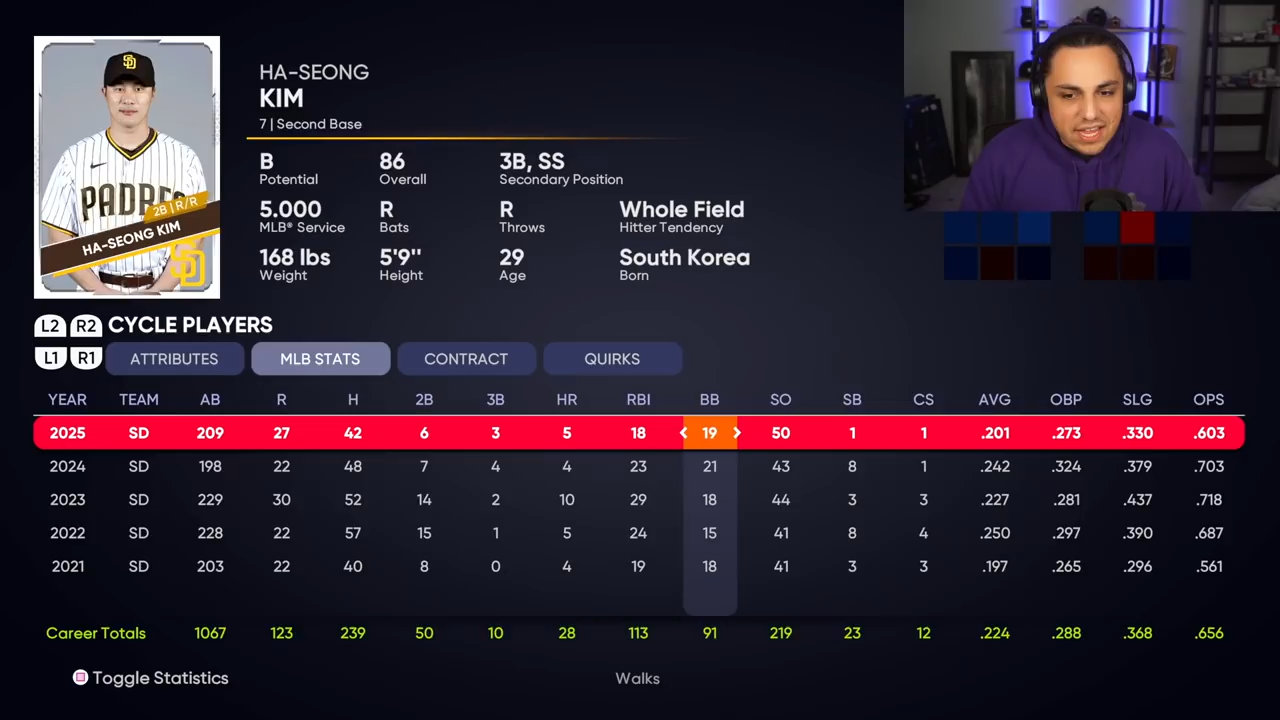 HA-SEONG
KIM
7 | Second Base
B 86 3B, SS
Potential Overall Secondary Position
5.000 R R Whole Field
MLB® Service Bats Throws Hitter Tendency
168 lbs 5'9" 29 South Korea
Weight Height Age Born
SD
PADRE
2B | R/R
HA-SEONG KIM
SD
L2 R2 CYCLE PLAYERS
L1 R1 ATTRIBUTES MLB STATS CONTRACT QUIRKS
YEAR TEAM AB R H 2B 3B HR RBI BB SO SB CS AVG OBP SLG OPS
2025 SD 209 27 42 6 3 5 18 19 50 1 1 .201 .273 .330 .603
2024 SD 198 22 48 7 4 4 23 21 43 8 1 .242 .324 .379 .703
2023 SD 229 30 52 14 2 10 29 18 44 3 3 .227 .281 .437 .718
2022 SD 228 22 57 15 1 5 24 15 41 8 4 .250 .297 .390 .687
2021 SD 203 22 40 8 0 4 19 18 41 3 3 .197 .265 .296 .561
Career Totals 1067 123 239 50 10 28 113 91 219 23 12 .224 .288 .368 .656
Toggle Statistics Walks